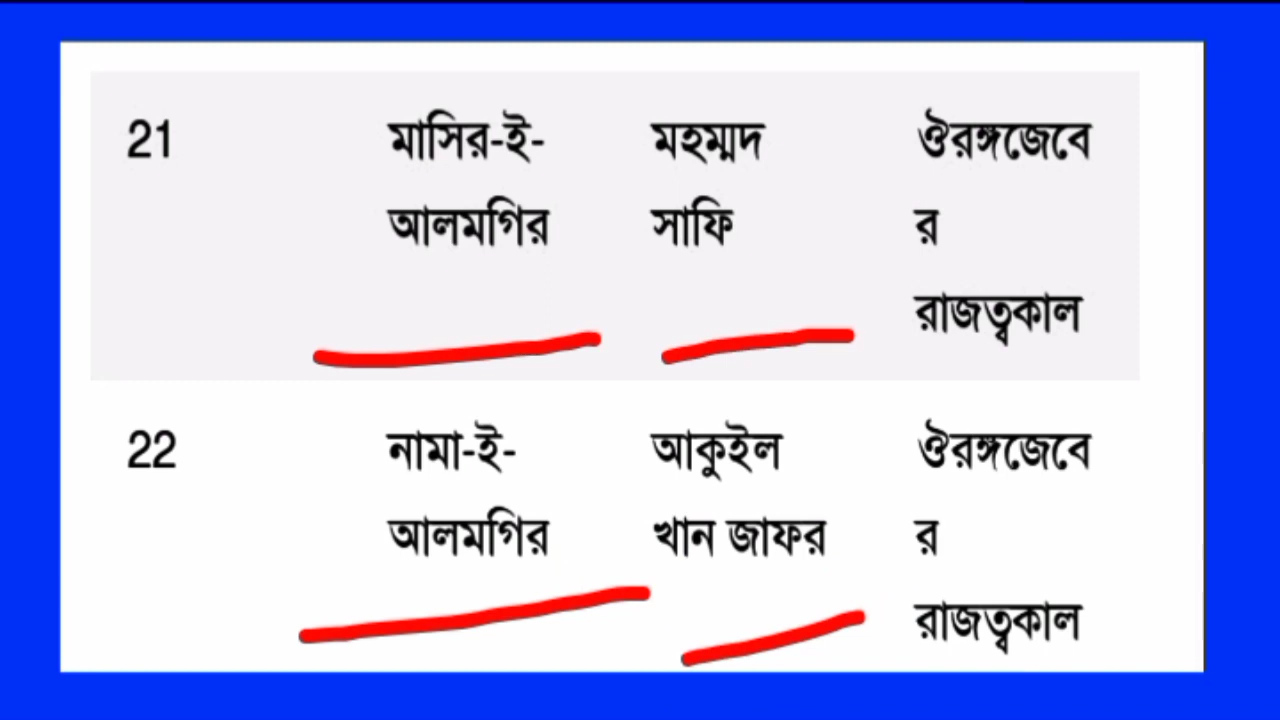 21 মাসির-ই- মহম্মদ ঔরঙ্গজেবে
আলমগির সাফি র
রাজত্বকাল
22 নামা-ই- আকুইল ঔরঙ্গজেবে
আলমগির খান জাফর র
রাজত্বকাল